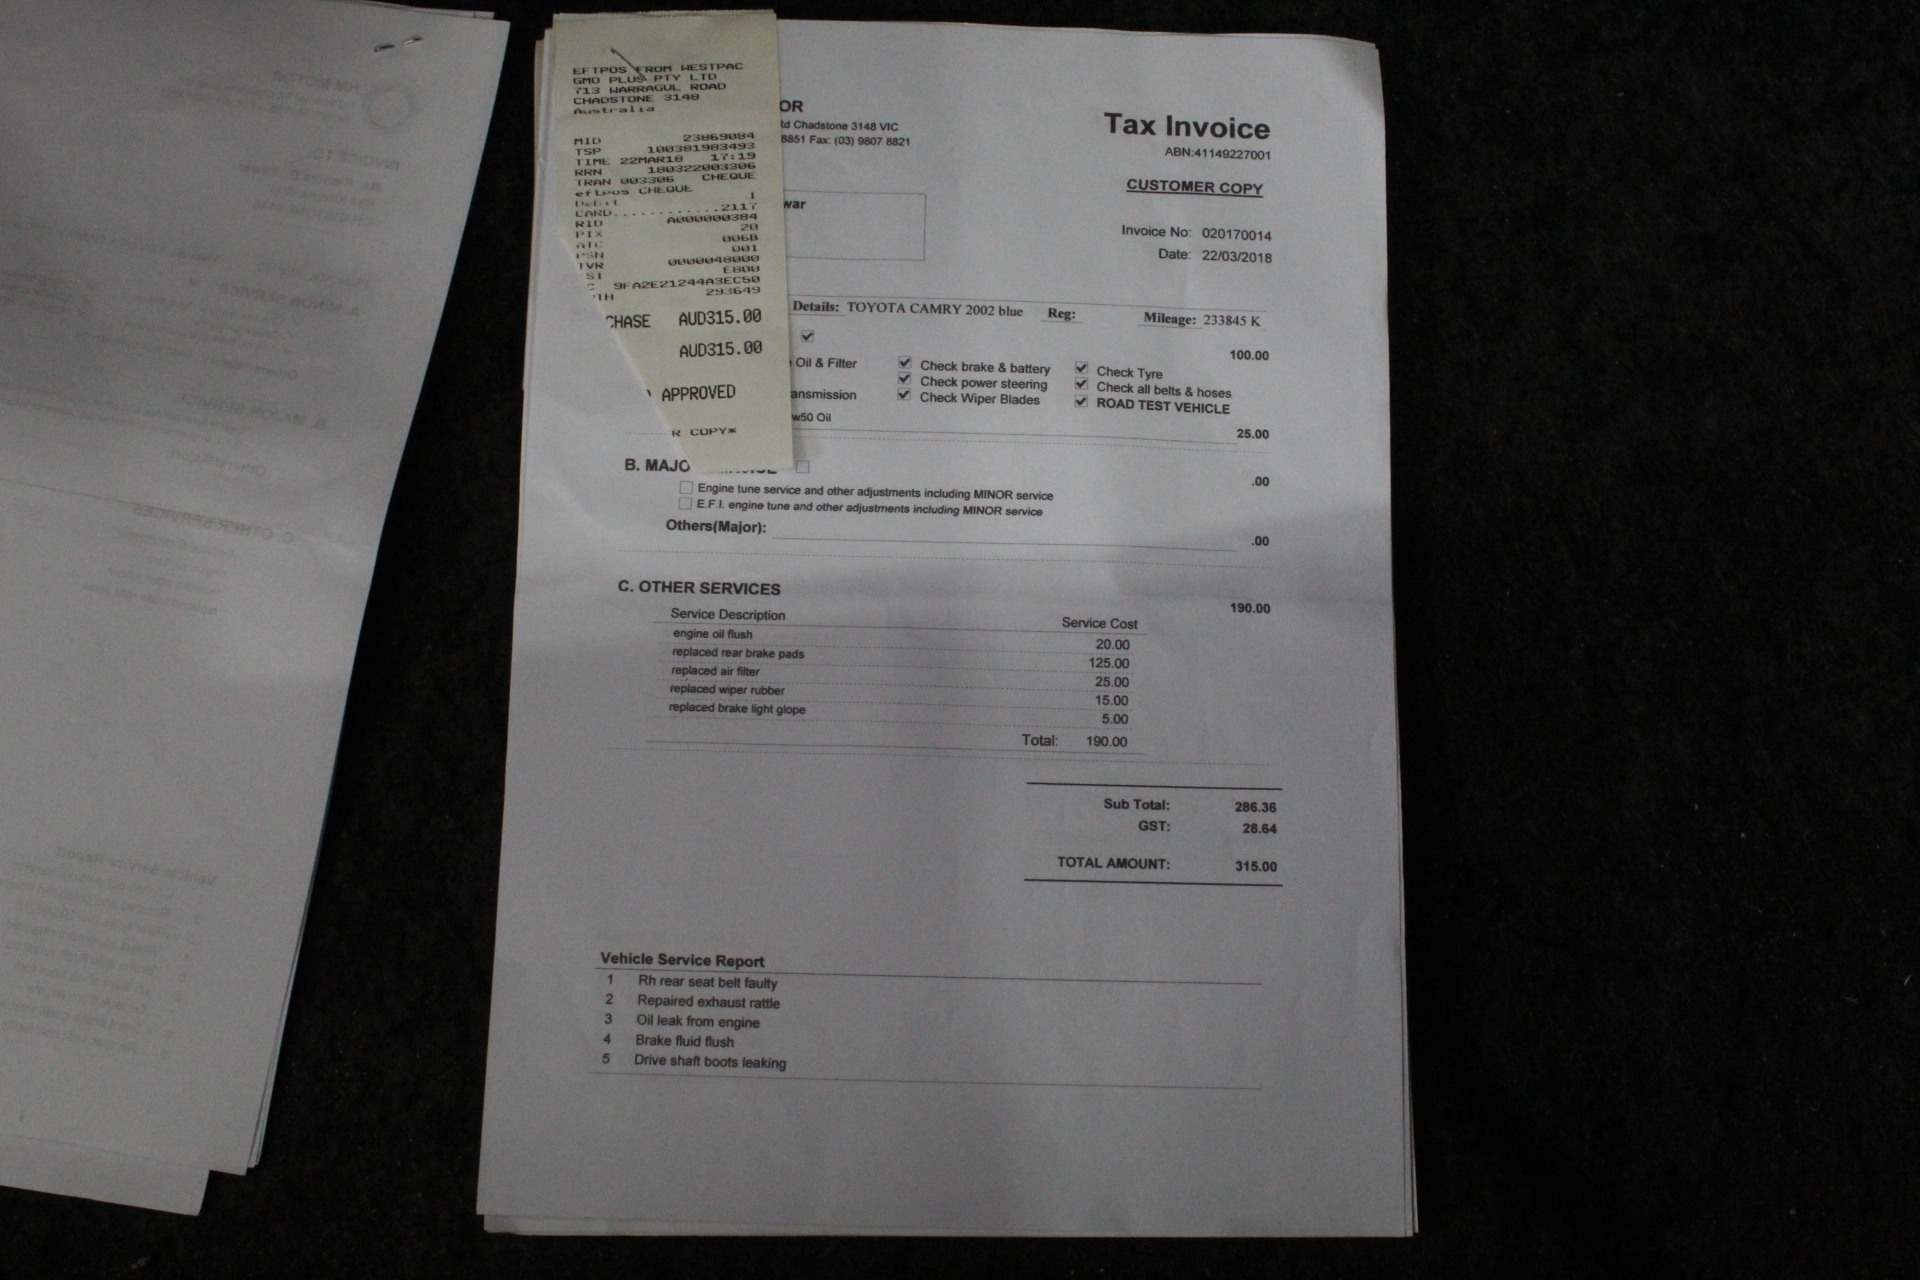 EFTPOS FROM WESTPAC
GMO PLUS PTY LTD
713 WARRAGUL ROAD
CHADSTONE 3148
Australia
MID 23869084
TSP 100381983493
TIME 22MAR18 17:19
RRN 180322003306
TRAN 003306 CHEQUE
eftpos CHEQUE
Debit I
CARD............2117
RID A000000384
PIX 20
AIC 006B
PSN 001
TVR 0000048000
SI E800
C 9FA2E21244A3EC50
TH 293649
CHASE AUD315.00
AUD315.00
APPROVED
R COPY*
OR
Rd Chadstone 3148 VIC
8851 Fax: (03) 9807 8821
war
Tax Invoice
ABN:41149227001
CUSTOMER COPY
Invoice No: 020170014
Date: 22/03/2018
Details: TOYOTA CAMRY 2002 blue Reg: Mileage: 233845 K
100.00
Oil & Filter Check brake & battery Check Tyre
Check power steering Check all belts & hoses
ansmission Check Wiper Blades ROAD TEST VEHICLE
w50 Oil 25.00
B. MAJO .00
Engine tune service and other adjustments including MINOR service
E.F.I. engine tune and other adjustments including MINOR service
Others(Major): .00
C. OTHER SERVICES 190.00
Service Description Service Cost
engine oil flush 20.00
replaced rear brake pads 125.00
replaced air filter 25.00
replaced wiper rubber 15.00
replaced brake light glope 5.00
Total: 190.00
Sub Total: 286.36
GST: 28.64
TOTAL AMOUNT: 315.00
Vehicle Service Report
1 Rh rear seat belt faulty
2 Repaired exhaust rattle
3 Oil leak from engine
4 Brake fluid flush
5 Drive shaft boots leaking